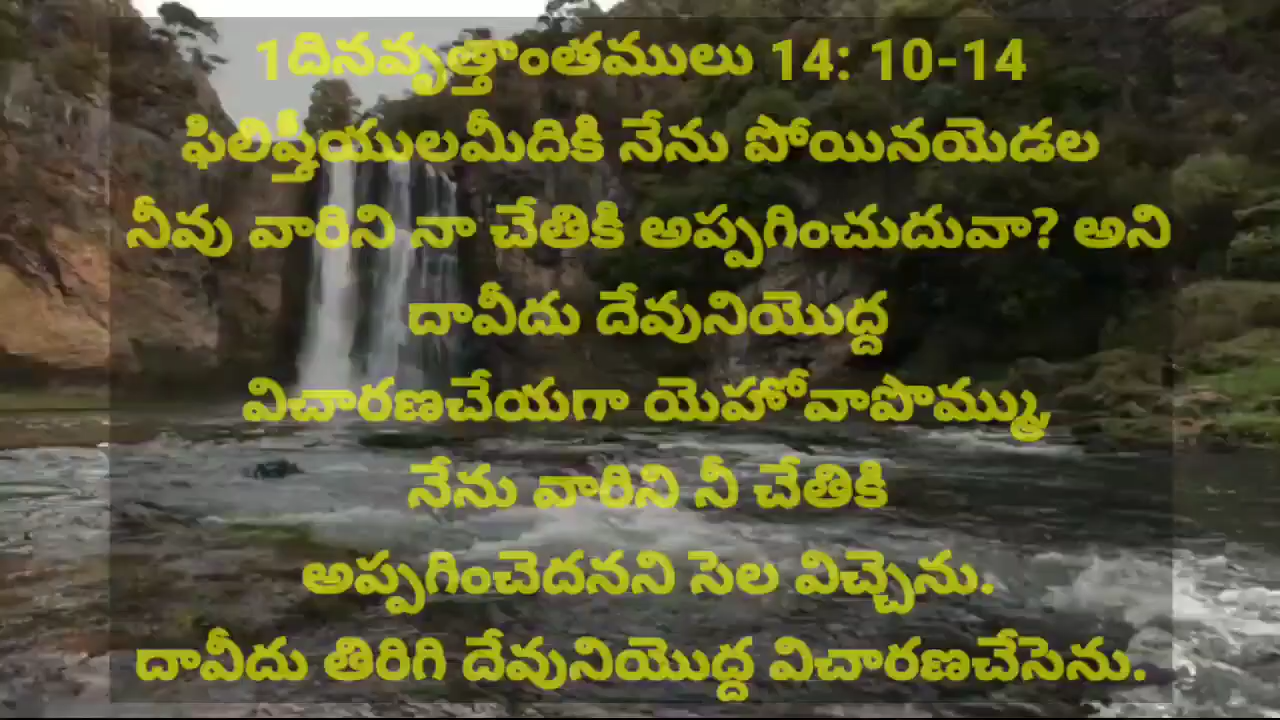 1దినవృత్తాంతములు 14: 10-14
ఫిలిష్తీయులమీదికి నేను పోయినయెడల
నీవు వారిని నా చేతికి అప్పగించుదువా? అని
దావీదు దేవునియొద్ద
విచారణచేయగా యెహోవాపొమ్ము,
నేను వారిని నీ చేతికి
అప్పగించెదనని సెల విచ్చెను.
దావీదు తిరిగి దేవునియొద్ద విచారణచేసెను.